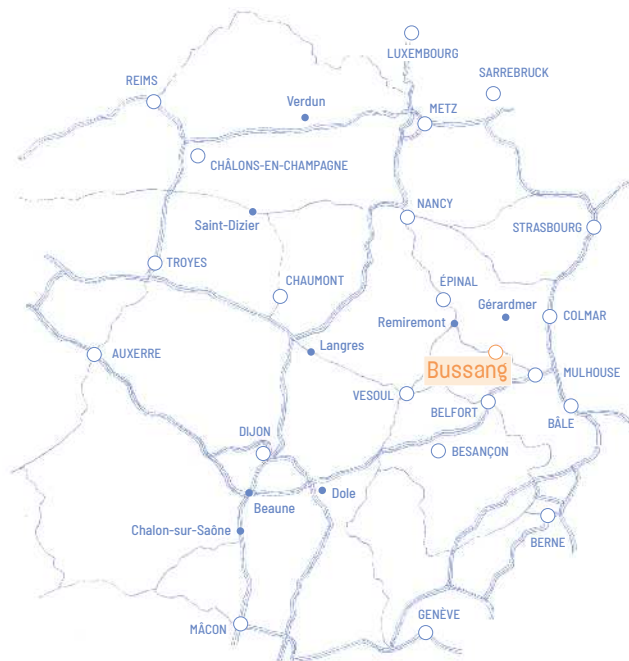 LUXEMBOURG
SARREBRUCK
REIMS
Verdun
METZ
CHÂLONS-EN-CHAMPAGNE
NANCY
Saint-Dizier
STRASBOURG
TROYES
CHAUMONT
ÉPINAL
Gérardmer
COLMAR
Remiremont
Langres
AUXERRE
Bussang
MULHOUSE
VESOUL
BELFORT
BÂLE
DIJON
BESANÇON
Beaune
Dole
Chalon-sur-Saône
BERNE
GENÈVE
MÂCON